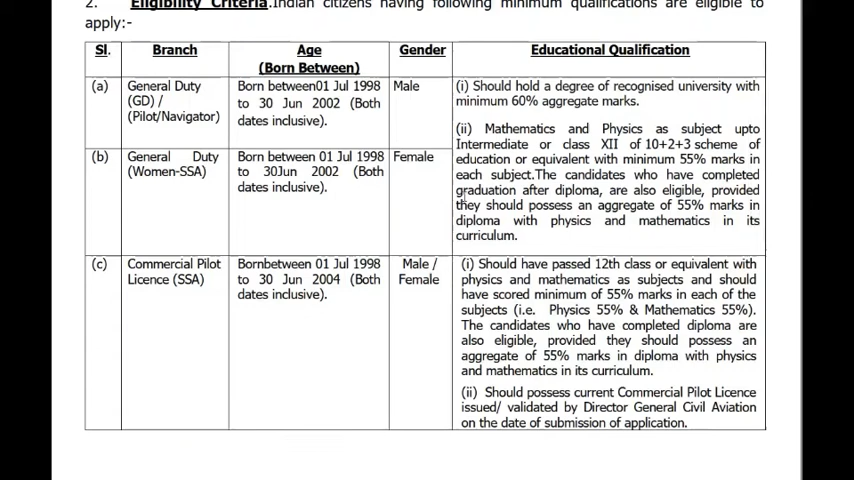 2. Eligibility Criteria.Indian citizens having following minimum qualifications are eligible to
apply:-
Sl. Branch Age Gender Educational Qualification
(Born Between)
(a) General Duty
(GD) /
(Pilot/Navigator)
Born between01 Jul 1998
to 30 Jun 2002 (Both
dates inclusive).
Male
(i) Should hold a degree of recognised university with
minimum 60% aggregate marks.
(ii) Mathematics and Physics as subject upto
Intermediate or class XII of 10+2+3 scheme of
education or equivalent with minimum 55% marks in
each subject.The candidates who have completed
graduation after diploma, are also eligible, provided
they should possess an aggregate of 55% marks in
diploma with physics and mathematics in its
curriculum.
(b) General Duty
(Women-SSA)
Born between 01 Jul 1998
to 30Jun 2002 (Both
dates inclusive).
Female
(c) Commercial Pilot
Licence (SSA)
Bornbetween 01 Jul 1998
to 30 Jun 2004 (Both
dates inclusive).
Male /
Female
(i) Should have passed 12th class or equivalent with
physics and mathematics as subjects and should
have scored minimum of 55% marks in each of the
subjects (i.e. Physics 55% & Mathematics 55%).
The candidates who have completed diploma are
also eligible, provided they should possess an
aggregate of 55% marks in diploma with physics
and mathematics in its curriculum.
(ii) Should possess current Commercial Pilot Licence
issued/ validated by Director General Civil Aviation
on the date of submission of application.